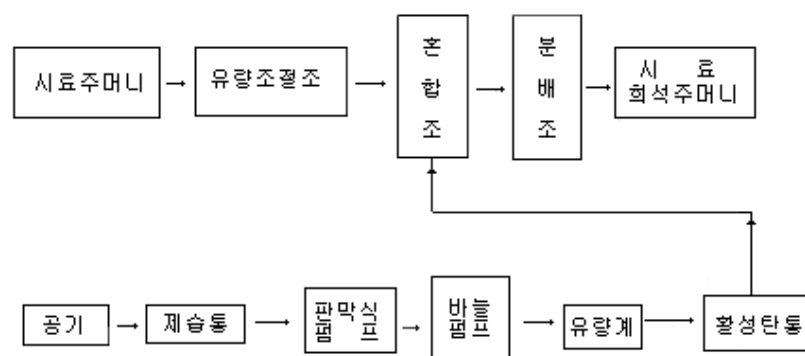 시료주머니
유량조절조
혼
합
조
분
배
조
시 료
희석주머니
공기
제습통
판막식
펌 프
바늘
펌프
유량계
활성탄통